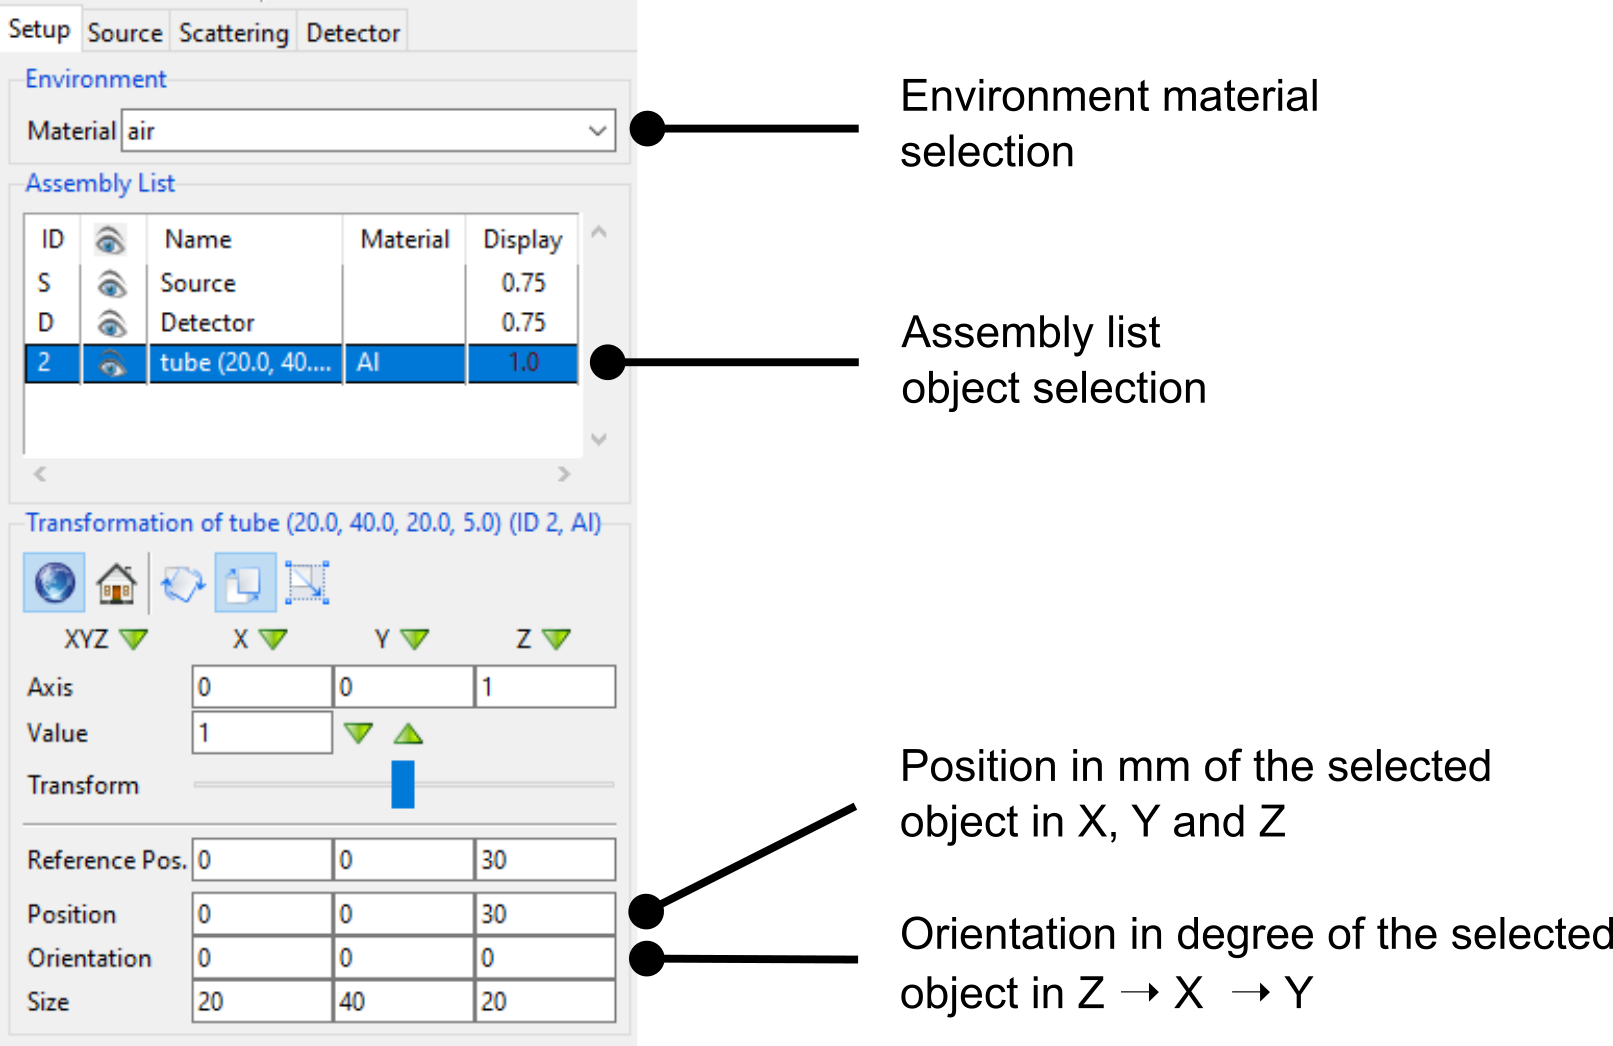 Setup Source Scattering Detector
Environment
Material air
Environment material
selection
Assembly List
ID Name Material Display
S Source 0.75
D Detector 0.75
2 tube (20.0, 40.... Al 1.0
Assembly list
object selection
Transformation of tube (20.0, 40.0, 20.0, 5.0) (ID 2, Al)
XYZ X Y Z
Axis 0 0 1
Value 1
Transform
Position in mm of the selected
object in X, Y and Z
Reference Pos. 0 0 30
Position 0 0 30
Orientation 0 0 0
Size 20 40 20
Orientation in degree of the selected
object in Z → X → Y